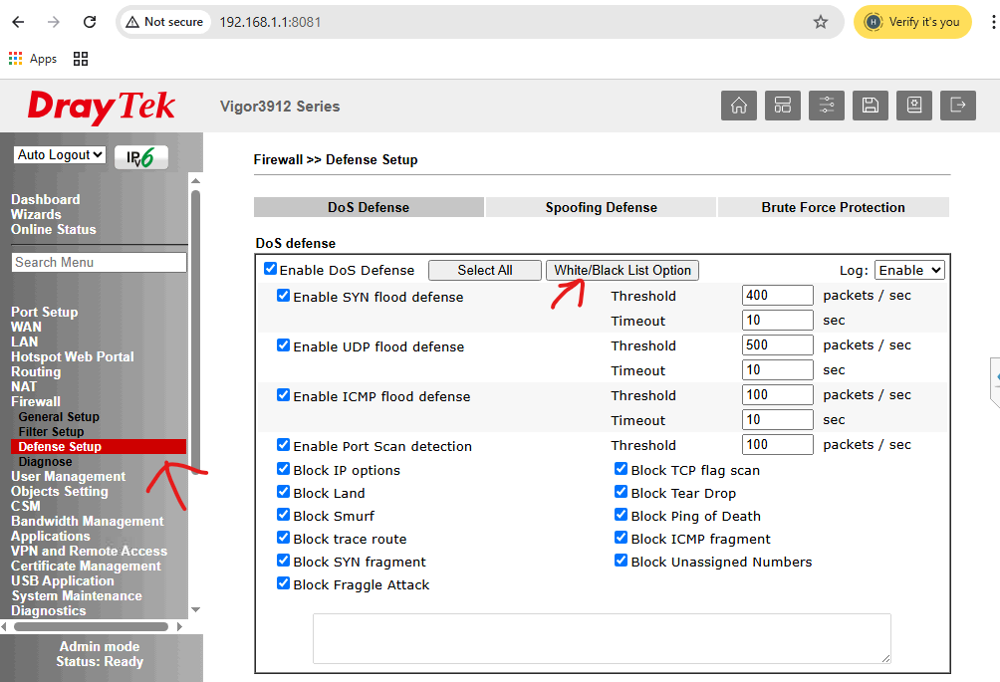 Not secure 192.168.1.1:8081 H Verify it's you
Apps
DrayTek Vigor3912 Series
Auto Logout IPv6
Dashboard
Wizards
Online Status
Search Menu
Port Setup
WAN
LAN
Hotspot Web Portal
Routing
NAT
Firewall
General Setup
Filter Setup
Defense Setup
Diagnose
User Management
Objects Setting
CSM
Bandwidth Management
Applications
VPN and Remote Access
Certificate Management
USB Application
System Maintenance
Diagnostics
Admin mode
Status: Ready
Firewall >> Defense Setup
DoS Defense Spoofing Defense Brute Force Protection
DoS defense
Enable DoS Defense Select All White/Black List Option Log: Enable
Enable SYN flood defense Threshold 400 packets / sec
Timeout 10 sec
Enable UDP flood defense Threshold 500 packets / sec
Timeout 10 sec
Enable ICMP flood defense Threshold 100 packets / sec
Timeout 10 sec
Enable Port Scan detection Threshold 100 packets / sec
Block IP options Block TCP flag scan
Block Land Block Tear Drop
Block Smurf Block Ping of Death
Block trace route Block ICMP fragment
Block SYN fragment Block Unassigned Numbers
Block Fraggle Attack